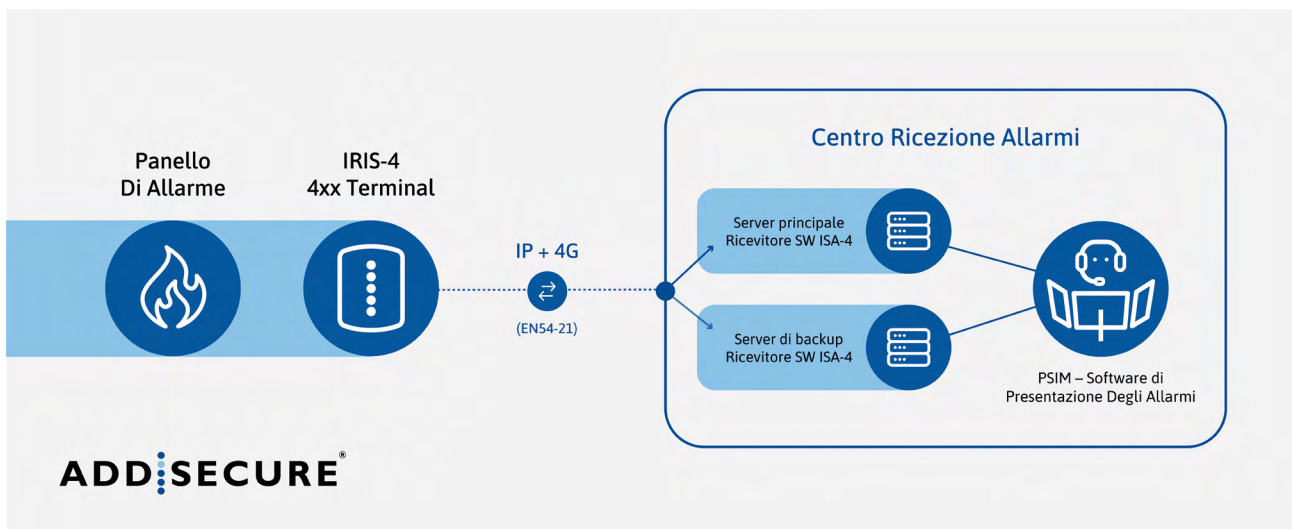 Panello
Di Allarme
IRIS-4
4xx Terminal
IP + 4G
(EN54-21)
Centro Ricezione Allarmi
Server principale
Ricevitore SW ISA-4
Server di backup
Ricevitore SW ISA-4
PSIM – Software di
Presentazione Degli Allarmi
ADDSECURE®